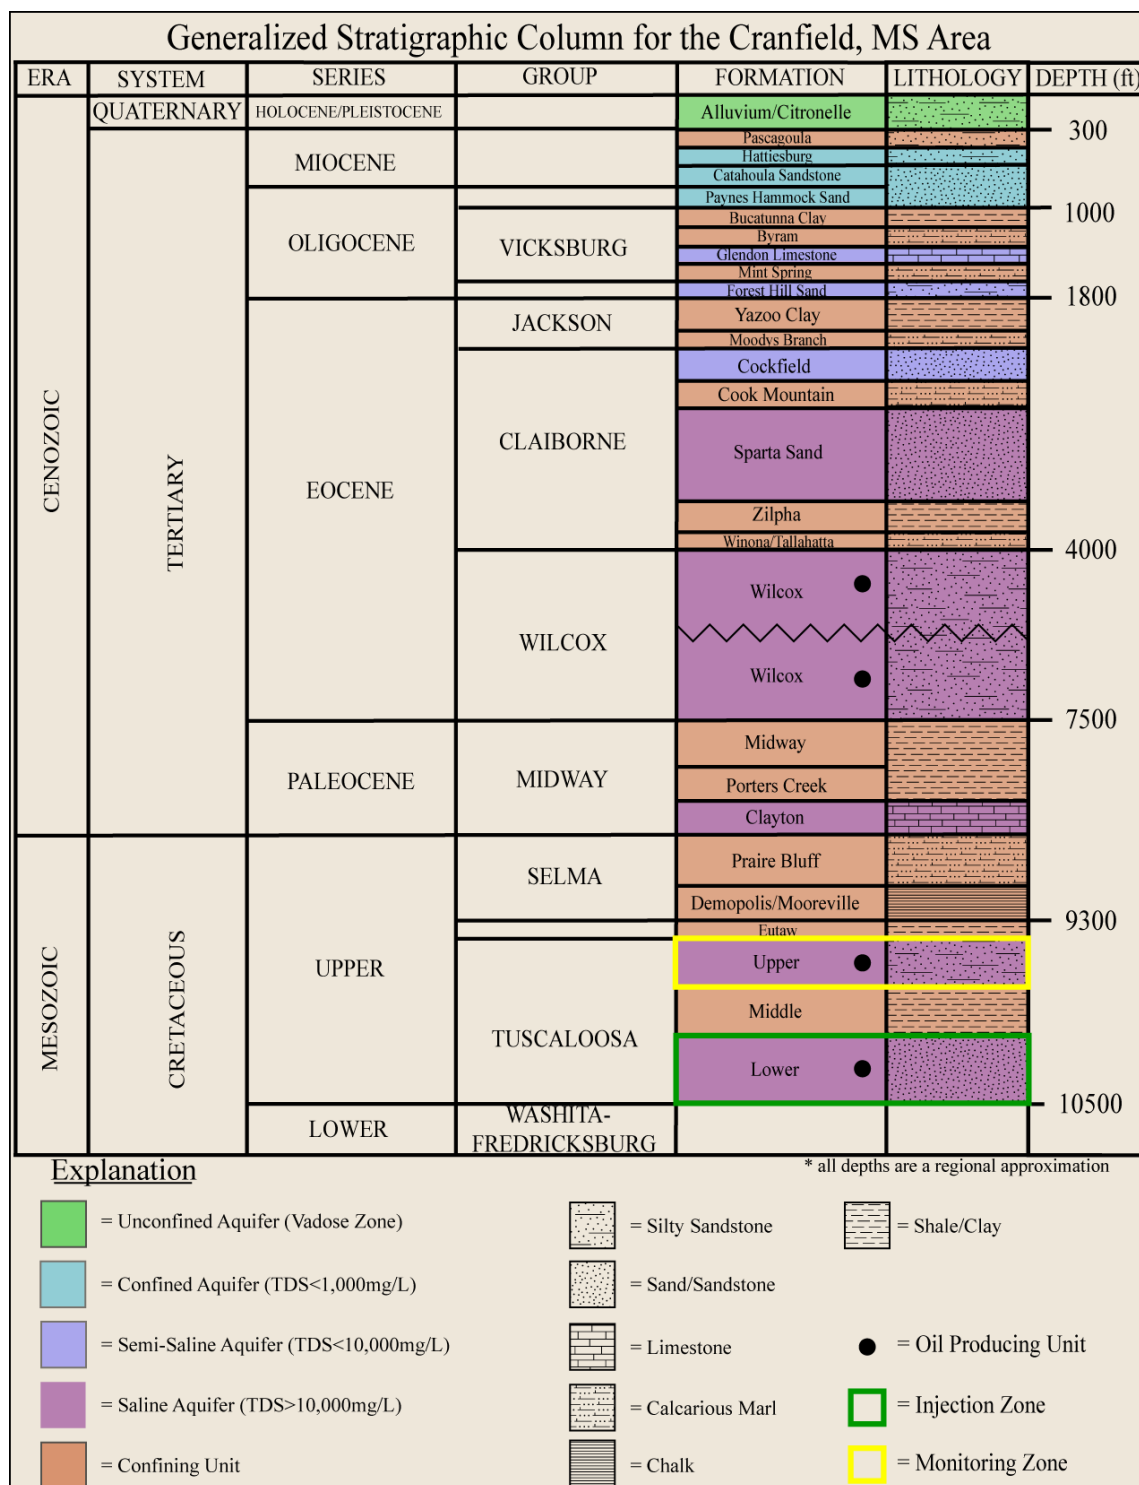 Generalized Stratigraphic Column for the Cranfield, MS Area
ERA SYSTEM SERIES GROUP FORMATION LITHOLOGY DEPTH (ft)
QUATERNARY HOLOCENE/PLEISTOCENE Alluvium/Citronelle
300
Pascagoula
MIOCENE
Hattiesburg
Catahoula Sandstone
Paynes Hammock Sand
1000
OLIGOCENE
VICKSBURG
Bucatunna Clay
Byram
Glendon Limestone
Mint Spring
Forest Hill Sand
1800
JACKSON
Yazoo Clay
Moodys Branch
CENOZOIC
TERTIARY
EOCENE
CLAIBORNE
Cockfield
Cook Mountain
Sparta Sand
Zilpha
Winona/Tallahatta
4000
WILCOX
Wilcox
Wilcox
7500
PALEOCENE
MIDWAY
Midway
Porters Creek
Clayton
MESOZOIC
CRETACEOUS
UPPER
SELMA
Praire Bluff
Demopolis/Mooreville
9300
Eutaw
TUSCALOOSA
Upper
Middle
Lower
10500
LOWER
WASHITA-
FREDRICKSBURG
Explanation
* all depths are a regional approximation
= Unconfined Aquifer (Vadose Zone)
= Confined Aquifer (TDS<1,000mg/L)
= Semi-Saline Aquifer (TDS<10,000mg/L)
= Saline Aquifer (TDS>10,000mg/L)
= Confining Unit
= Silty Sandstone
= Sand/Sandstone
= Limestone
= Calcarious Marl
= Chalk
= Shale/Clay
= Oil Producing Unit
= Injection Zone
= Monitoring Zone